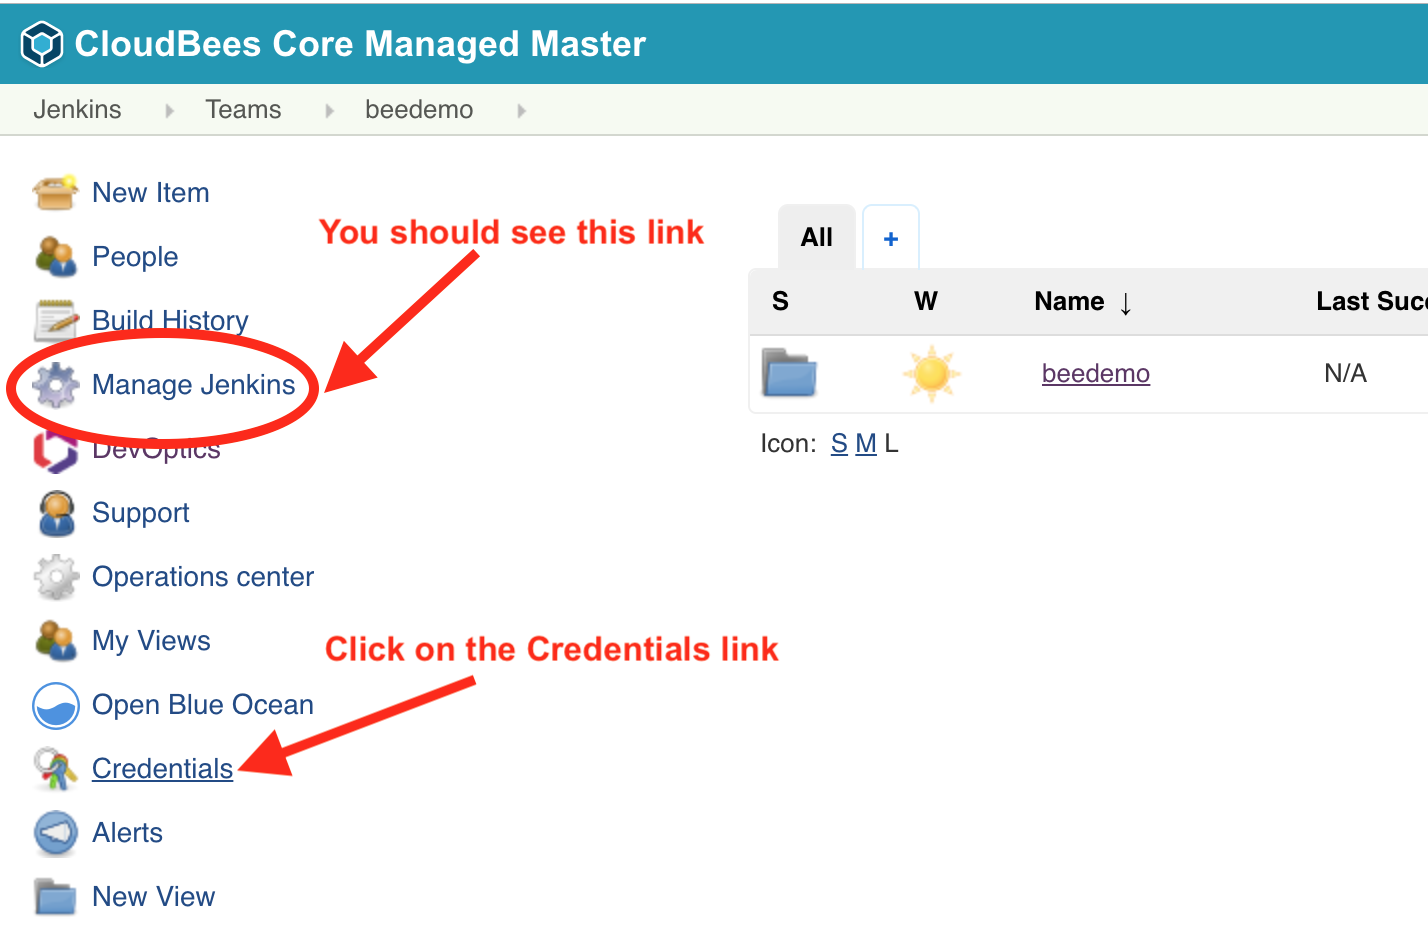 CloudBees Core Managed Master
Jenkins Teams beedemo
New Item
You should see this link
People
Build History
Manage Jenkins
DevOptics
Support
Operations center
My Views
Click on the Credentials link
Open Blue Ocean
Credentials
Alerts
New View
All +
S W Name ↓ Last Suc
beedemo N/A
Icon: S M L